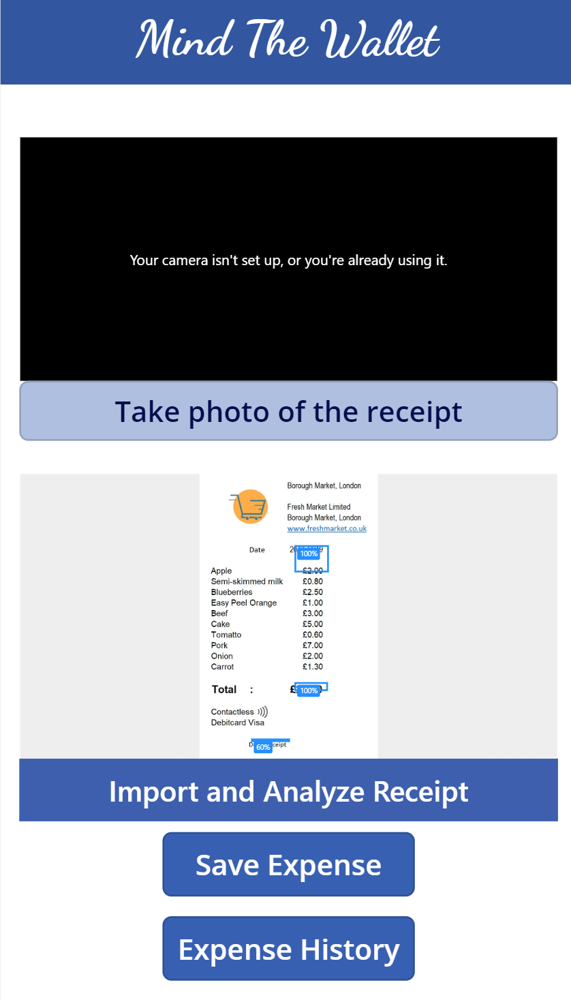 Mind The Wallet
Your camera isn't set up, or you're already using it.
Take photo of the receipt
Borough Market, London
Fresh Market Limited
Borough Market, London
www.freshmarket.co.uk
Date
100%
Apple £2.00
Semi-skimmed milk £0.80
Blueberries £2.50
Easy Peel Orange £1.00
Beef £3.00
Cake £5.00
Tomatto £0.60
Pork £7.00
Onion £2.00
Carrot £1.30
Total : 100%
Contactless
Debitcard Visa
60%
Import and Analyze Receipt
Save Expense
Expense History